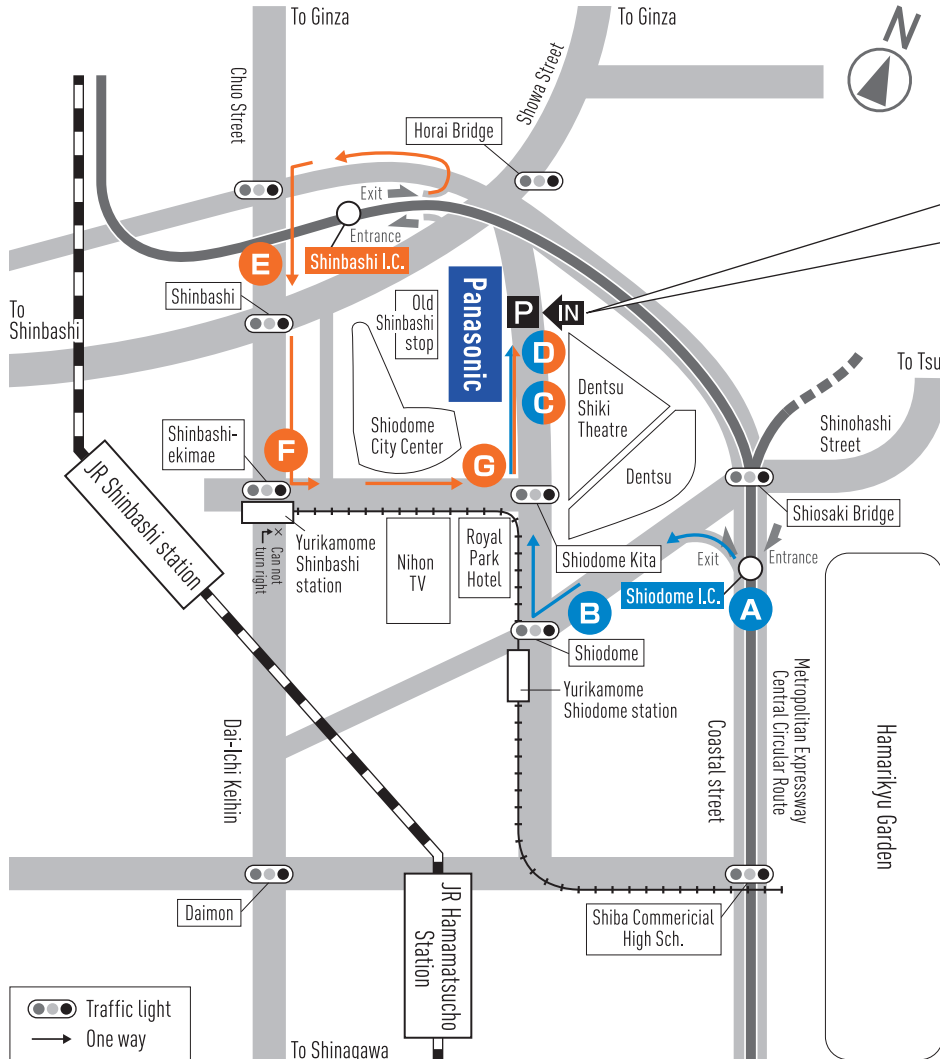 To Ginza
To Ginza
Chuo Street
Showa Street
N
Horai Bridge
Exit
Entrance
E
Shinbashi I.C.
Shinbashi
To
Shinbashi
Old
Shinbashi
stop
Panasonic
P
IN
D
C
Dentsu
Shiki
Theatre
To Tsu
Shinohashi
Street
Shiodome
City Center
Shinbashi-
ekimae
F
G
Dentsu
JR Shinbashi station
Shiosaki Bridge
Yurikamome
Shinbashi
station
×
Can not
turn right
Nihon
TV
Royal
Park
Hotel
Shiodome Kita
Exit
Entrance
Shiodome I.C.
A
B
Shiodome
Yurikamome
Shiodome station
Dai-Ichi Keihin
Coastal street
Metropolitan Expressway
Central Circular Route
Hamarikyu Garden
Daimon
JR Hamamatsucho
Station
Shiba Commericial
High Sch.
Traffic light
One way
To Shinagawa